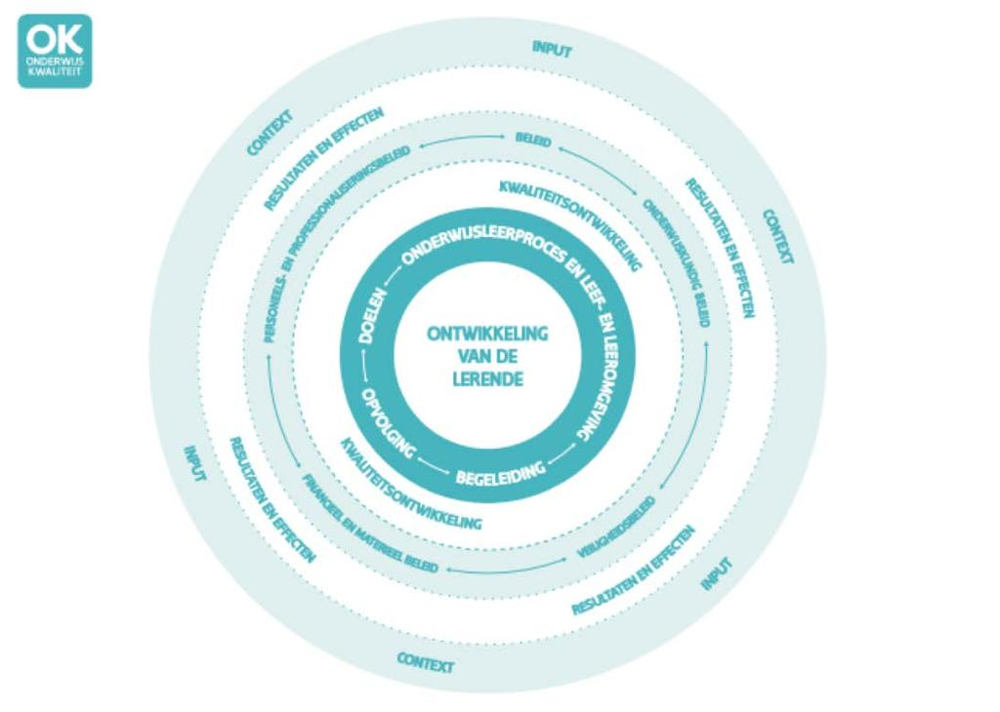 OK
ONDERWIJS
KWALITEIT
INPUT
CONTEXT
CONTEXT
INPUT
INPUT
CONTEXT
RESULTATEN EN EFFECTEN
RESULTATEN EN EFFECTEN
RESULTATEN EN EFFECTEN
RESULTATEN EN EFFECTEN
BELEID
ONDERWIJSKUNDIG BELEID
VEILIGHEIDSBELEID
FINANCIEEL EN MATERIEEL BELEID
PERSONEELS- EN PROFESSIONALISERINGSBELEID
KWALITEITSONTWIKKELING
KWALITEITSONTWIKKELING
ONDERWIJSLEERPROCES EN LEEF- EN LEEROMGEVING
BEGELEIDING
OPVOLGING
DOELEN
ONTWIKKELING
VAN DE
LERENDE